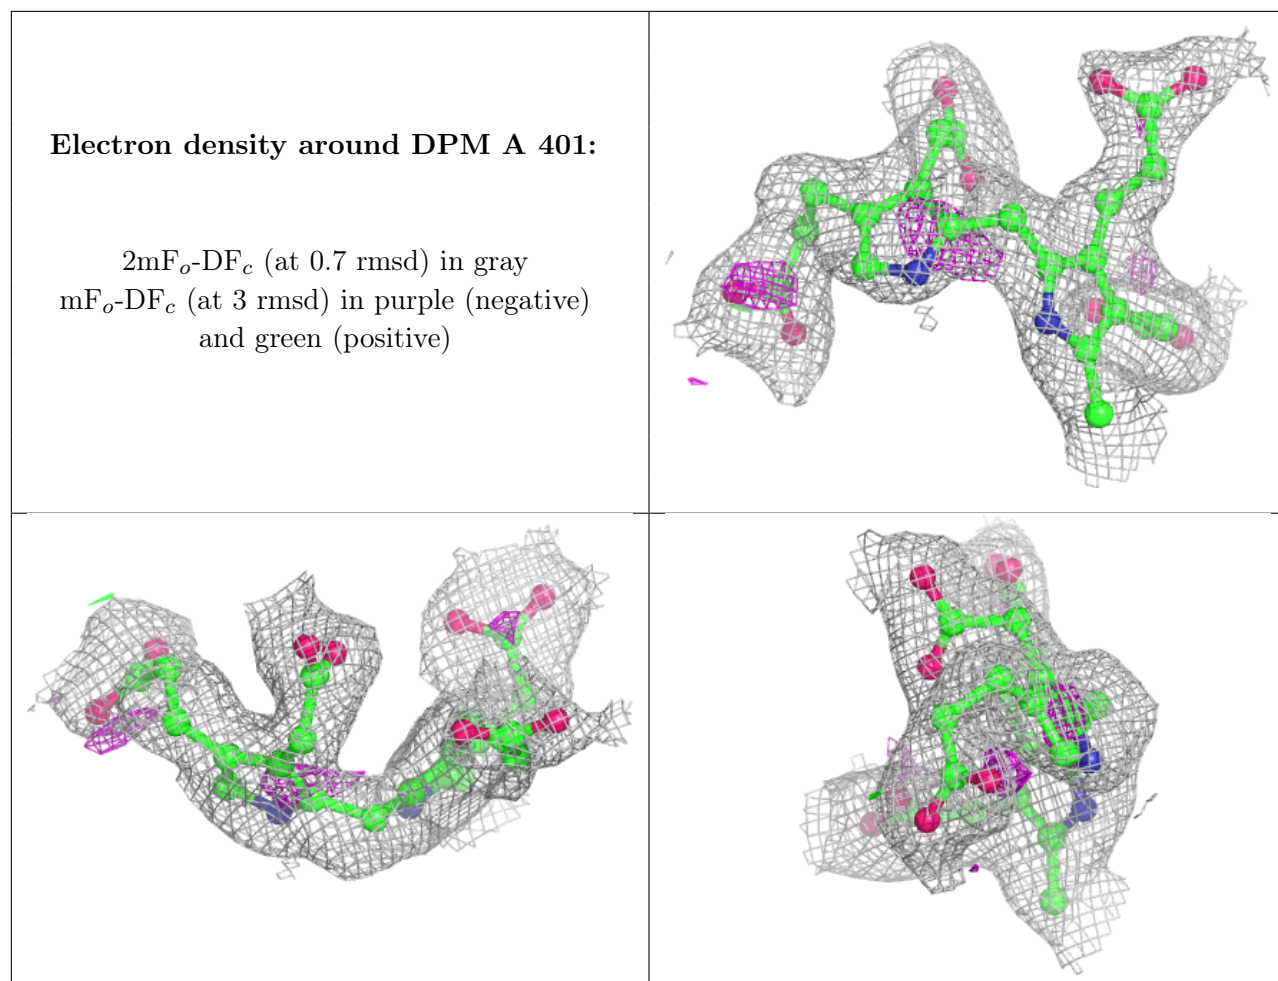 Electron density around DPM A 401:
2mFo-DFc (at 0.7 rmsd) in gray
mFo-DFc (at 3 rmsd) in purple (negative)
and green (positive)